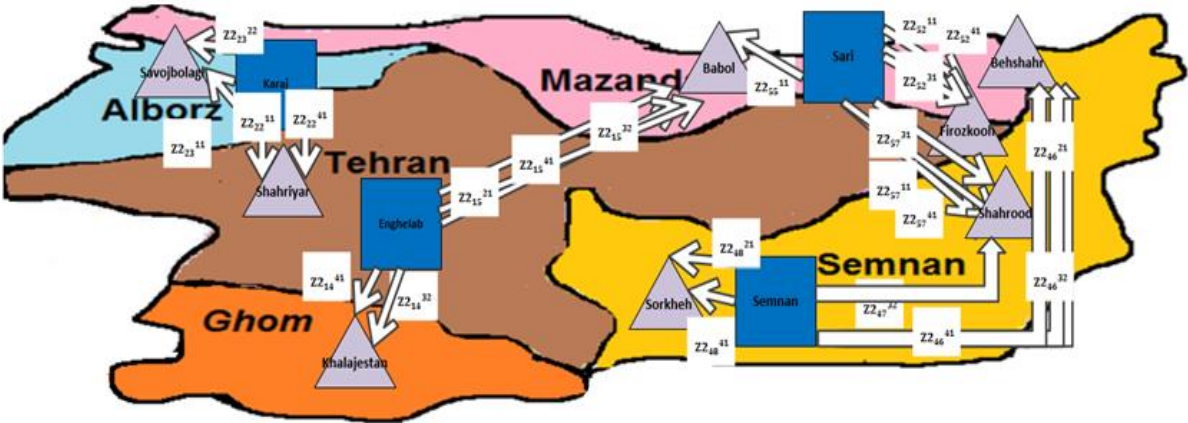 Z2₂₃²²
Savojbolagh
Karaj
Alborz
Z2₂₃¹¹
Z2₂₂¹¹
Z2₂₂⁴¹
Shahriyar
Tehran
Enghelab
Z2₁₅²¹
Z2₁₅⁴¹
Z2₁₅³²
Z2₁₄⁴¹
Z2₁₄³²
Ghom
Khalajestan
Mazand
Babol
Z2₅₅¹¹
Sari
Z2₅₂¹¹
Z2₅₂⁴¹
Z2₅₂³¹
Behshahr
Firozkooh
Z2₅₇³¹
Z2₅₇¹¹
Z2₅₇⁴¹
Shahrood
Z2₄₆²¹
Z2₄₈²¹
Semnan
Sorkheh
Semnan
Z2₄₇³²
Z2₄₆³²
Z2₄₈⁴¹
Z2₄₆⁴¹